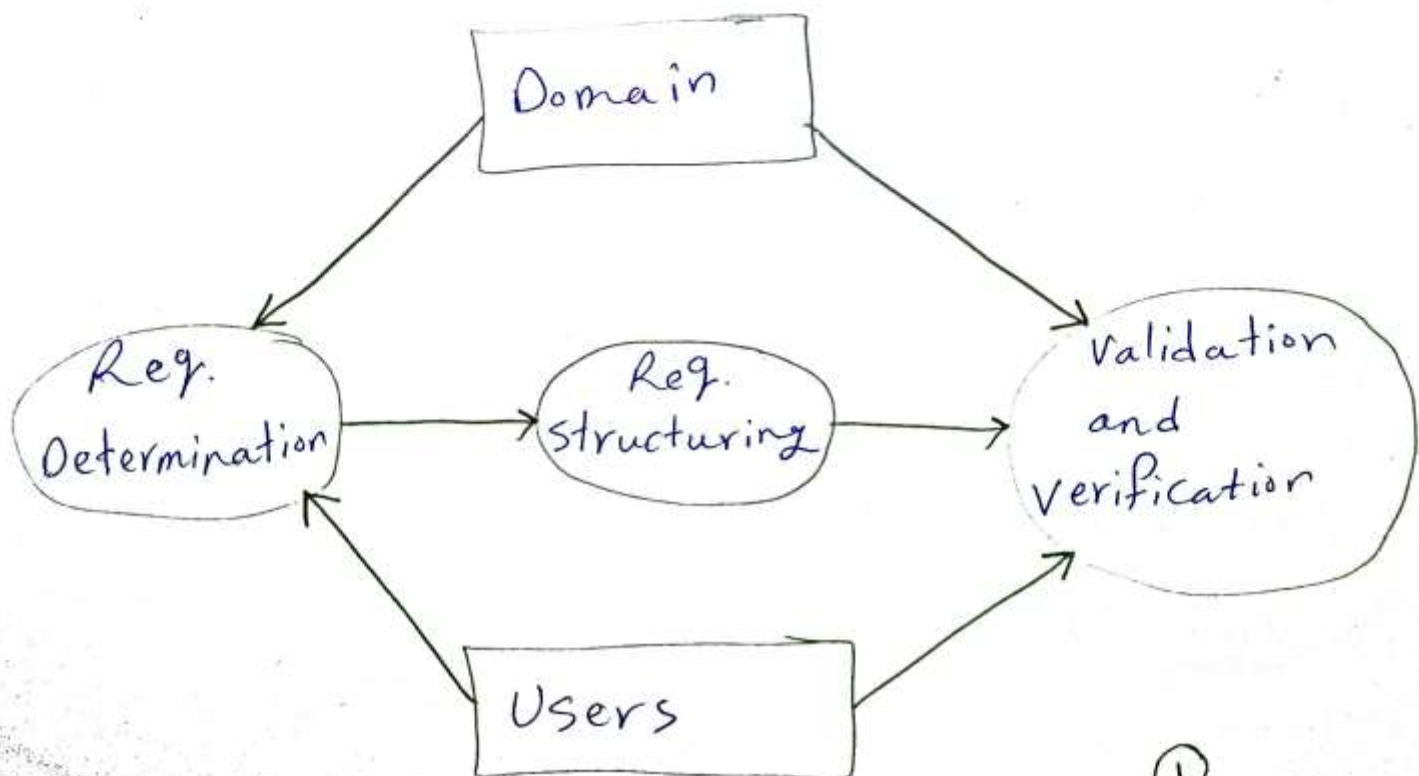 Domain
Req.
Determination
Req.
structuring
Validation
and
verification
Users
1